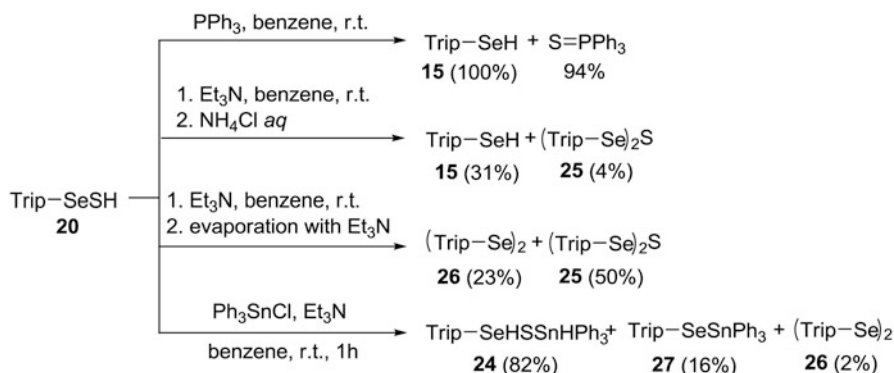 PPh₃, benzene, r.t.
Trip–SeH + S=PPh₃
15 (100%) 94%
1. Et₃N, benzene, r.t.
2. NH₄Cl aq
Trip–SeH + (Trip–Se)₂S
15 (31%) 25 (4%)
Trip–SeSH
20
1. Et₃N, benzene, r.t.
2. evaporation with Et₃N
(Trip–Se)₂ + (Trip–Se)₂S
26 (23%) 25 (50%)
Ph₃SnCl, Et₃N
benzene, r.t., 1h
Trip–SeHSSnHPh₃ + Trip–SeSnPh₃ + (Trip–Se)₂
24 (82%) 27 (16%) 26 (2%)